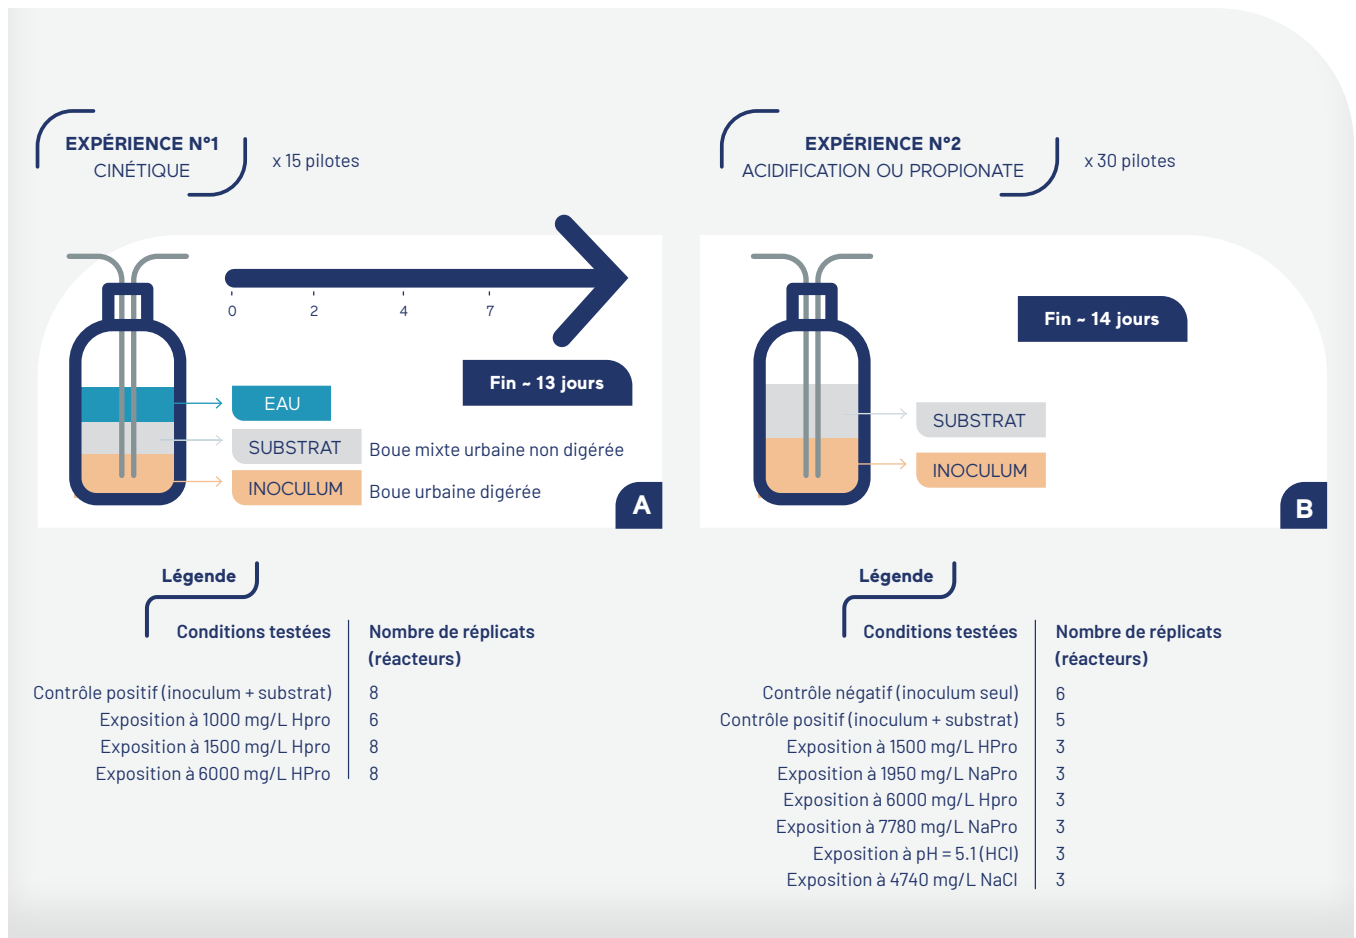 EXPÉRIENCE N°1
CINÉTIQUE
x 15 pilotes
0 2 4 7
Fin ~ 13 jours
EAU
SUBSTRAT Boue mixte urbaine non digérée
INOCULUM Boue urbaine digérée
A
Légende
Conditions testées Nombre de réplicats
(réacteurs)
Contrôle positif (inoculum + substrat) 8
Exposition à 1000 mg/L Hpro 6
Exposition à 1500 mg/L Hpro 8
Exposition à 6000 mg/L HPro 8
EXPÉRIENCE N°2
ACIDIFICATION OU PROPIONATE
x 30 pilotes
Fin ~ 14 jours
SUBSTRAT
INOCULUM
B
Légende
Conditions testées Nombre de réplicats
(réacteurs)
Contrôle négatif (inoculum seul) 6
Contrôle positif (inoculum + substrat) 5
Exposition à 1500 mg/L HPro 3
Exposition à 1950 mg/L NaPro 3
Exposition à 6000 mg/L Hpro 3
Exposition à 7780 mg/L NaPro 3
Exposition à pH = 5.1 (HCl) 3
Exposition à 4740 mg/L NaCl 3